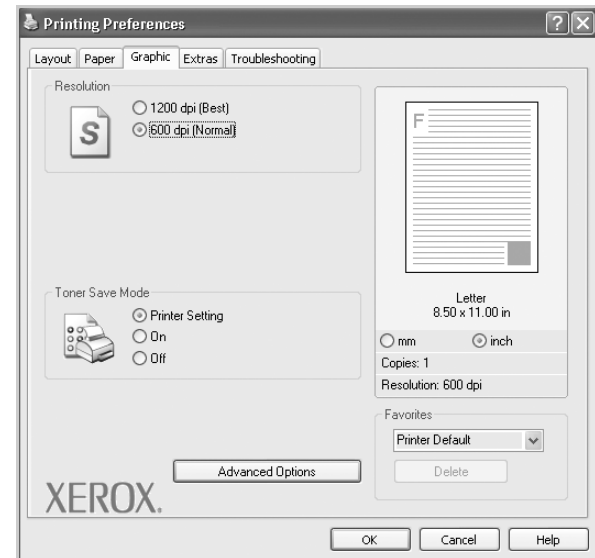 Printing Preferences
Layout Paper Graphic Extras Troubleshooting
Resolution
1200 dpi (Best)
600 dpi (Normal)
S
F
Letter
8.50 x 11.00 in
mm inch
Copies: 1
Resolution: 600 dpi
Toner Save Mode
Printer Setting
On
Off
Favorites
Printer Default
Delete
Advanced Options
XEROX.
OK Cancel Help